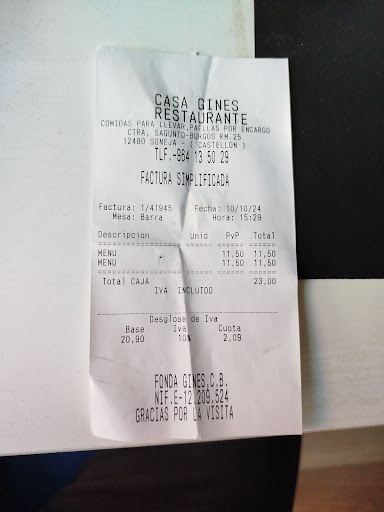 CASA GINES
RESTAURANTE
COMIDAS PARA LLEVAR,PAELLAS POR ENCARGO
CTRA. SAGUNTO-BURGOS KM.25
12480 SONEJA - ( CASTELLON )
TLF.-964 13 50 29
FACTURA SIMPLIFICADA
Factura: 1/41945 Fecha: 10/10/24
Mesa: Barra Hora: 15:29
Descripcion Unid PvP Total
MENU 11,50 11,50
MENU 11,50 11,50
Total CAJA 23,00
IVA INCLUIDO
Desglose de Iva
Base Iva Cuota
20,90 10% 2,09
FONDA GINES,C.B.
NIF.E-12.209.524
GRACIAS POR LA VISITA